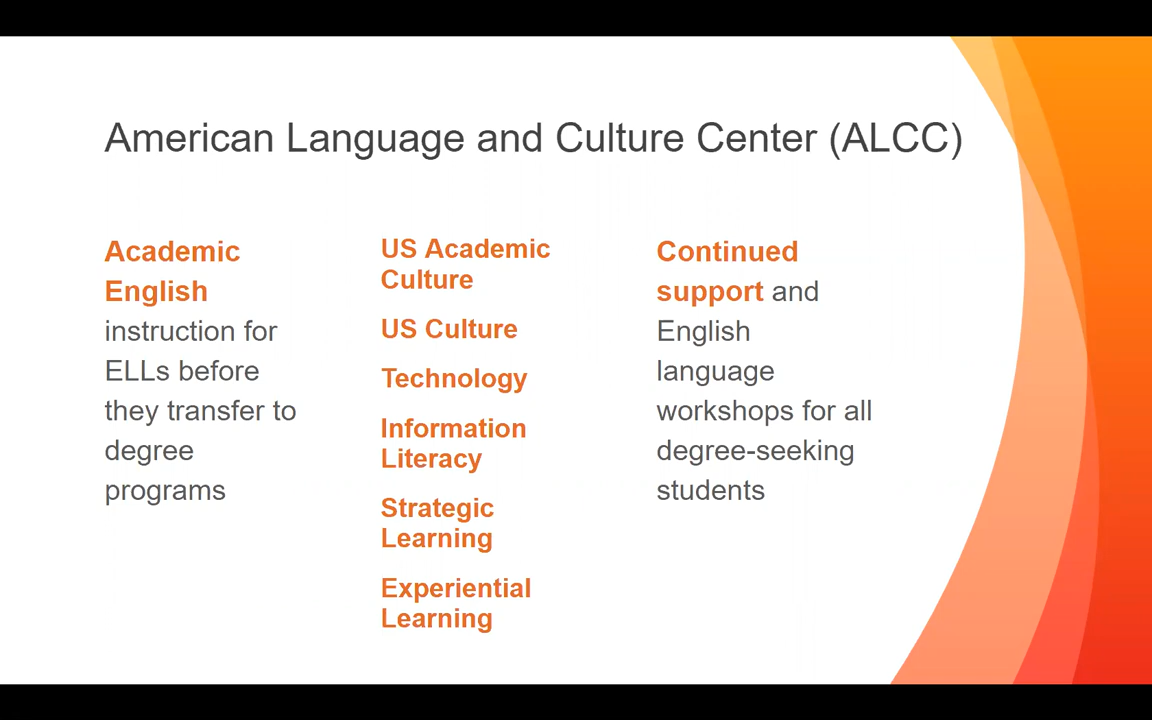 American Language and Culture Center (ALCC)
Academic
English
instruction for
ELLs before
they transfer to
degree
programs
US Academic
Culture
US Culture
Technology
Information
Literacy
Strategic
Learning
Experiential
Learning
Continued
support and
English
language
workshops for all
degree-seeking
students